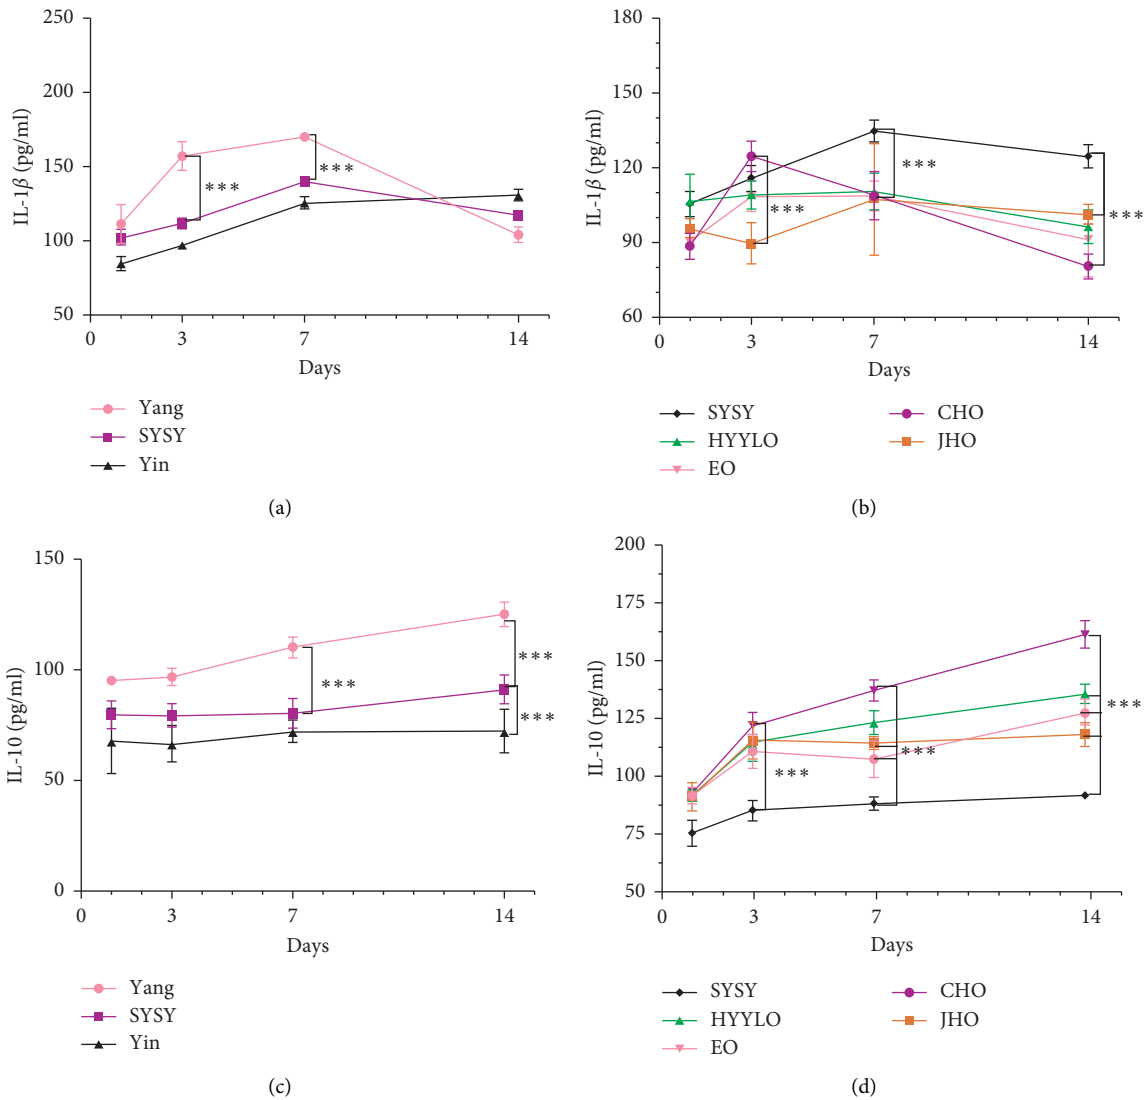 250
200
150
100
50
IL-1β (pg/ml)
***
***
0 3 7 14
Days
Yang
SYSY
Yin
(a)
180
150
120
90
60
IL-1β (pg/ml)
***
***
***
0 3 7 14
Days
SYSY CHO
HYYLO JHO
EO
(b)
150
100
50
0
IL-10 (pg/ml)
***
***
***
0 3 7 14
Days
Yang
SYSY
Yin
(c)
200
175
150
125
100
75
50
IL-10 (pg/ml)
***
***
***
0 3 7 14
Days
SYSY CHO
HYYLO JHO
EO
(d)